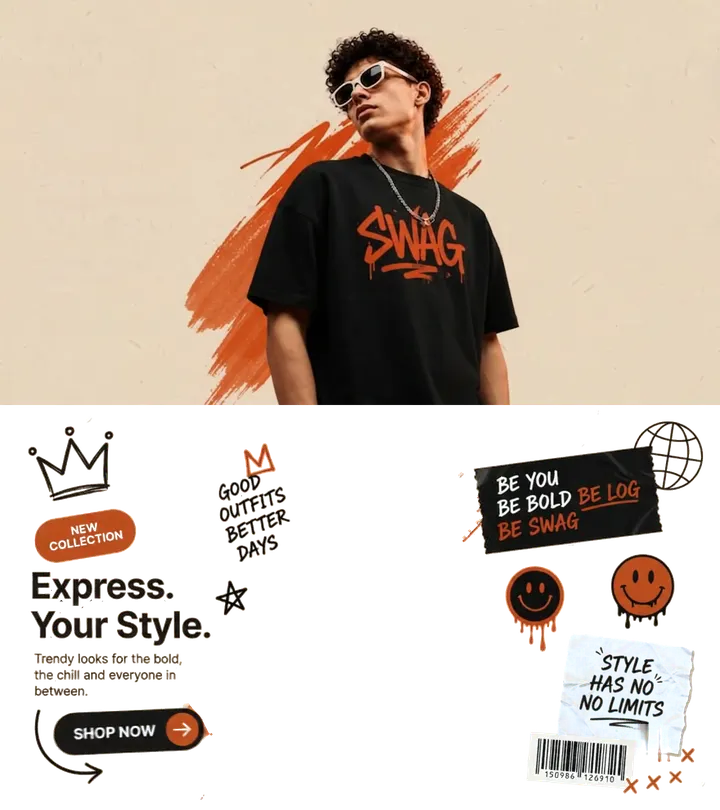 SWAG
NEW
COLLECTION
Express.
Your Style.
Trendy looks for the bold,
the chill and everyone in
between.
SHOP NOW
GOOD
OUTFITS
BETTER
DAYS
BE YOU
BE BOLD BE LOG
BE SWAG
STYLE
HAS NO
NO LIMITS
150986 126910